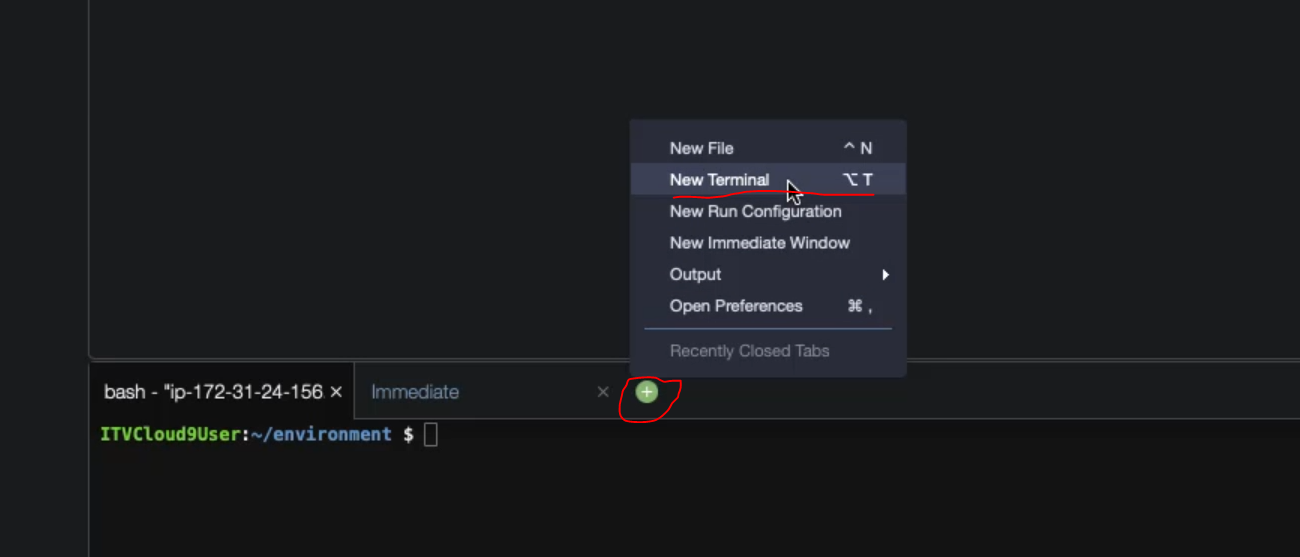 New File ^ N
New Terminal ⌥ T
New Run Configuration
New Immediate Window
Output
Open Preferences ⌘ ,
Recently Closed Tabs
bash - "ip-172-31-24-156 × Immediate × +
ITVCloud9User:~/environment $